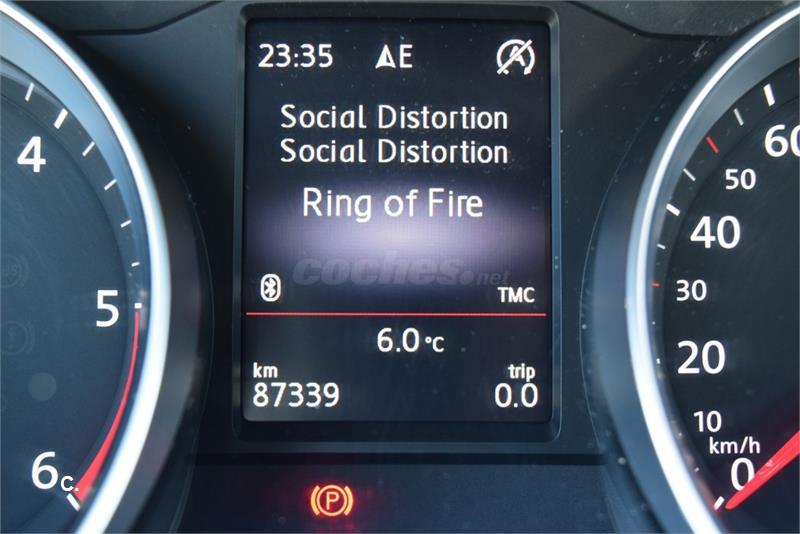 23:35 E A
Social Distortion
Social Distortion
Ring of Fire
coches.net
TMC
6.0 °C
km trip
87339 0.0
P
4
5
6
C.
60
50
40
30
20
10
km/h
0